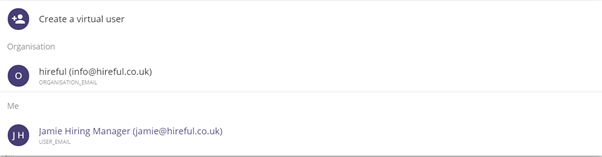 Create a virtual user
Organisation
O
hireful (info@hireful.co.uk)
ORGANISATION_EMAIL
Me
J H
Jamie Hiring Manager (jamie@hireful.co.uk)
USER_EMAIL